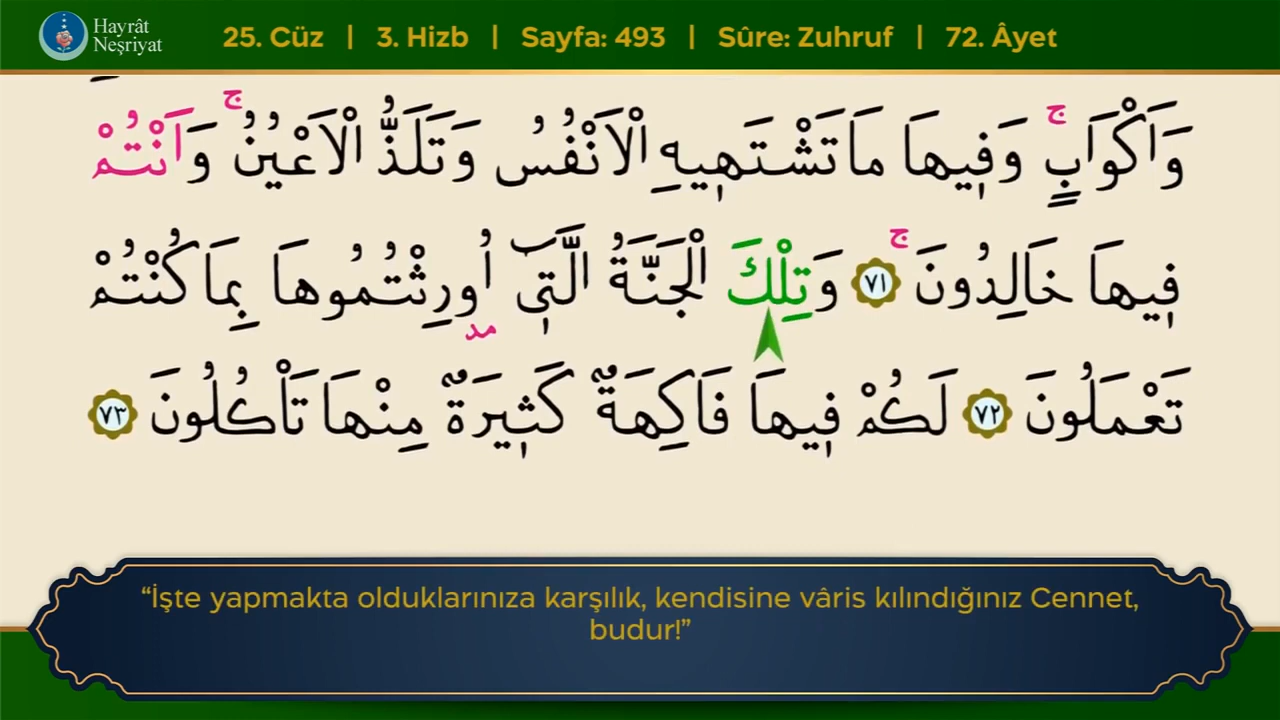 Hayrât
Neşriyat
25. Cüz | 3. Hizb | Sayfa: 493 | Sûre: Zuhruf | 72. Âyet
وَاَكْوَابٍۚ وَفٖيهَا مَا تَشْتَهٖيهِ الْاَنْفُسُ وَتَلَذُّ الْاَعْيُنُۚ وَاَنْتُمْ
فٖيهَا خَالِدُونَۚ ﴿٧١﴾ وَتِلْكَ الْجَنَّةُ الَّتٖٓي اُورِثْتُمُوهَا بِمَا كُنْتُمْ
مد
تَعْمَلُونَ ﴿٧٢﴾ لَكُمْ فٖيهَا فَاكِهَةٌ كَثٖيرَةٌ مِنْهَا تَأْكُلُونَ ﴿٧٣﴾
“İşte yapmakta olduklarınıza karşılık, kendisine vâris kılındığınız Cennet,
budur!”